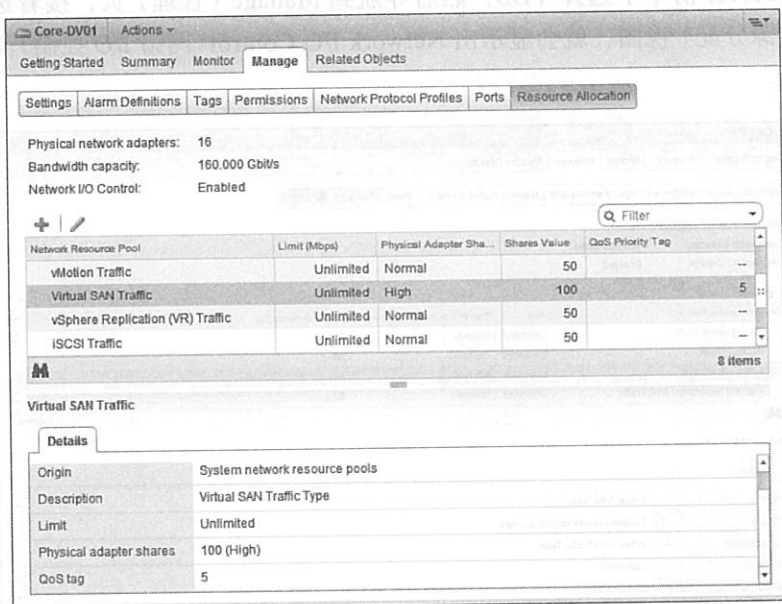 Core-DV01 Actions
Getting Started Summary Monitor Manage Related Objects
Settings Alarm Definitions Tags Permissions Network Protocol Profiles Ports Resource Allocation
Physical network adapters: 16
Bandwidth capacity: 160.000 Gbit/s
Network I/O Control: Enabled
Filter
Network Resource Pool Limit (Mbps) Physical Adapter Sha... Shares Value QoS Priority Tag
vMotion Traffic Unlimited Normal 50 --
Virtual SAN Traffic Unlimited High 100 5
vSphere Replication (VR) Traffic Unlimited Normal 50 --
iSCSI Traffic Unlimited Normal 50 --
8 items
Virtual SAN Traffic
Details
Origin System network resource pools
Description Virtual SAN Traffic Type
Limit Unlimited
Physical adapter shares 100 (High)
QoS tag 5